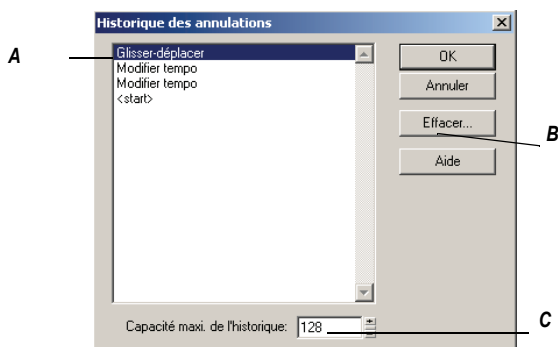 Historique des annulations
A
Glisser-déplacer
Modifier tempo
Modifier tempo
<start>
OK
Annuler
Effacer...
B
Aide
Capacité maxi. de l'historique: 128
C